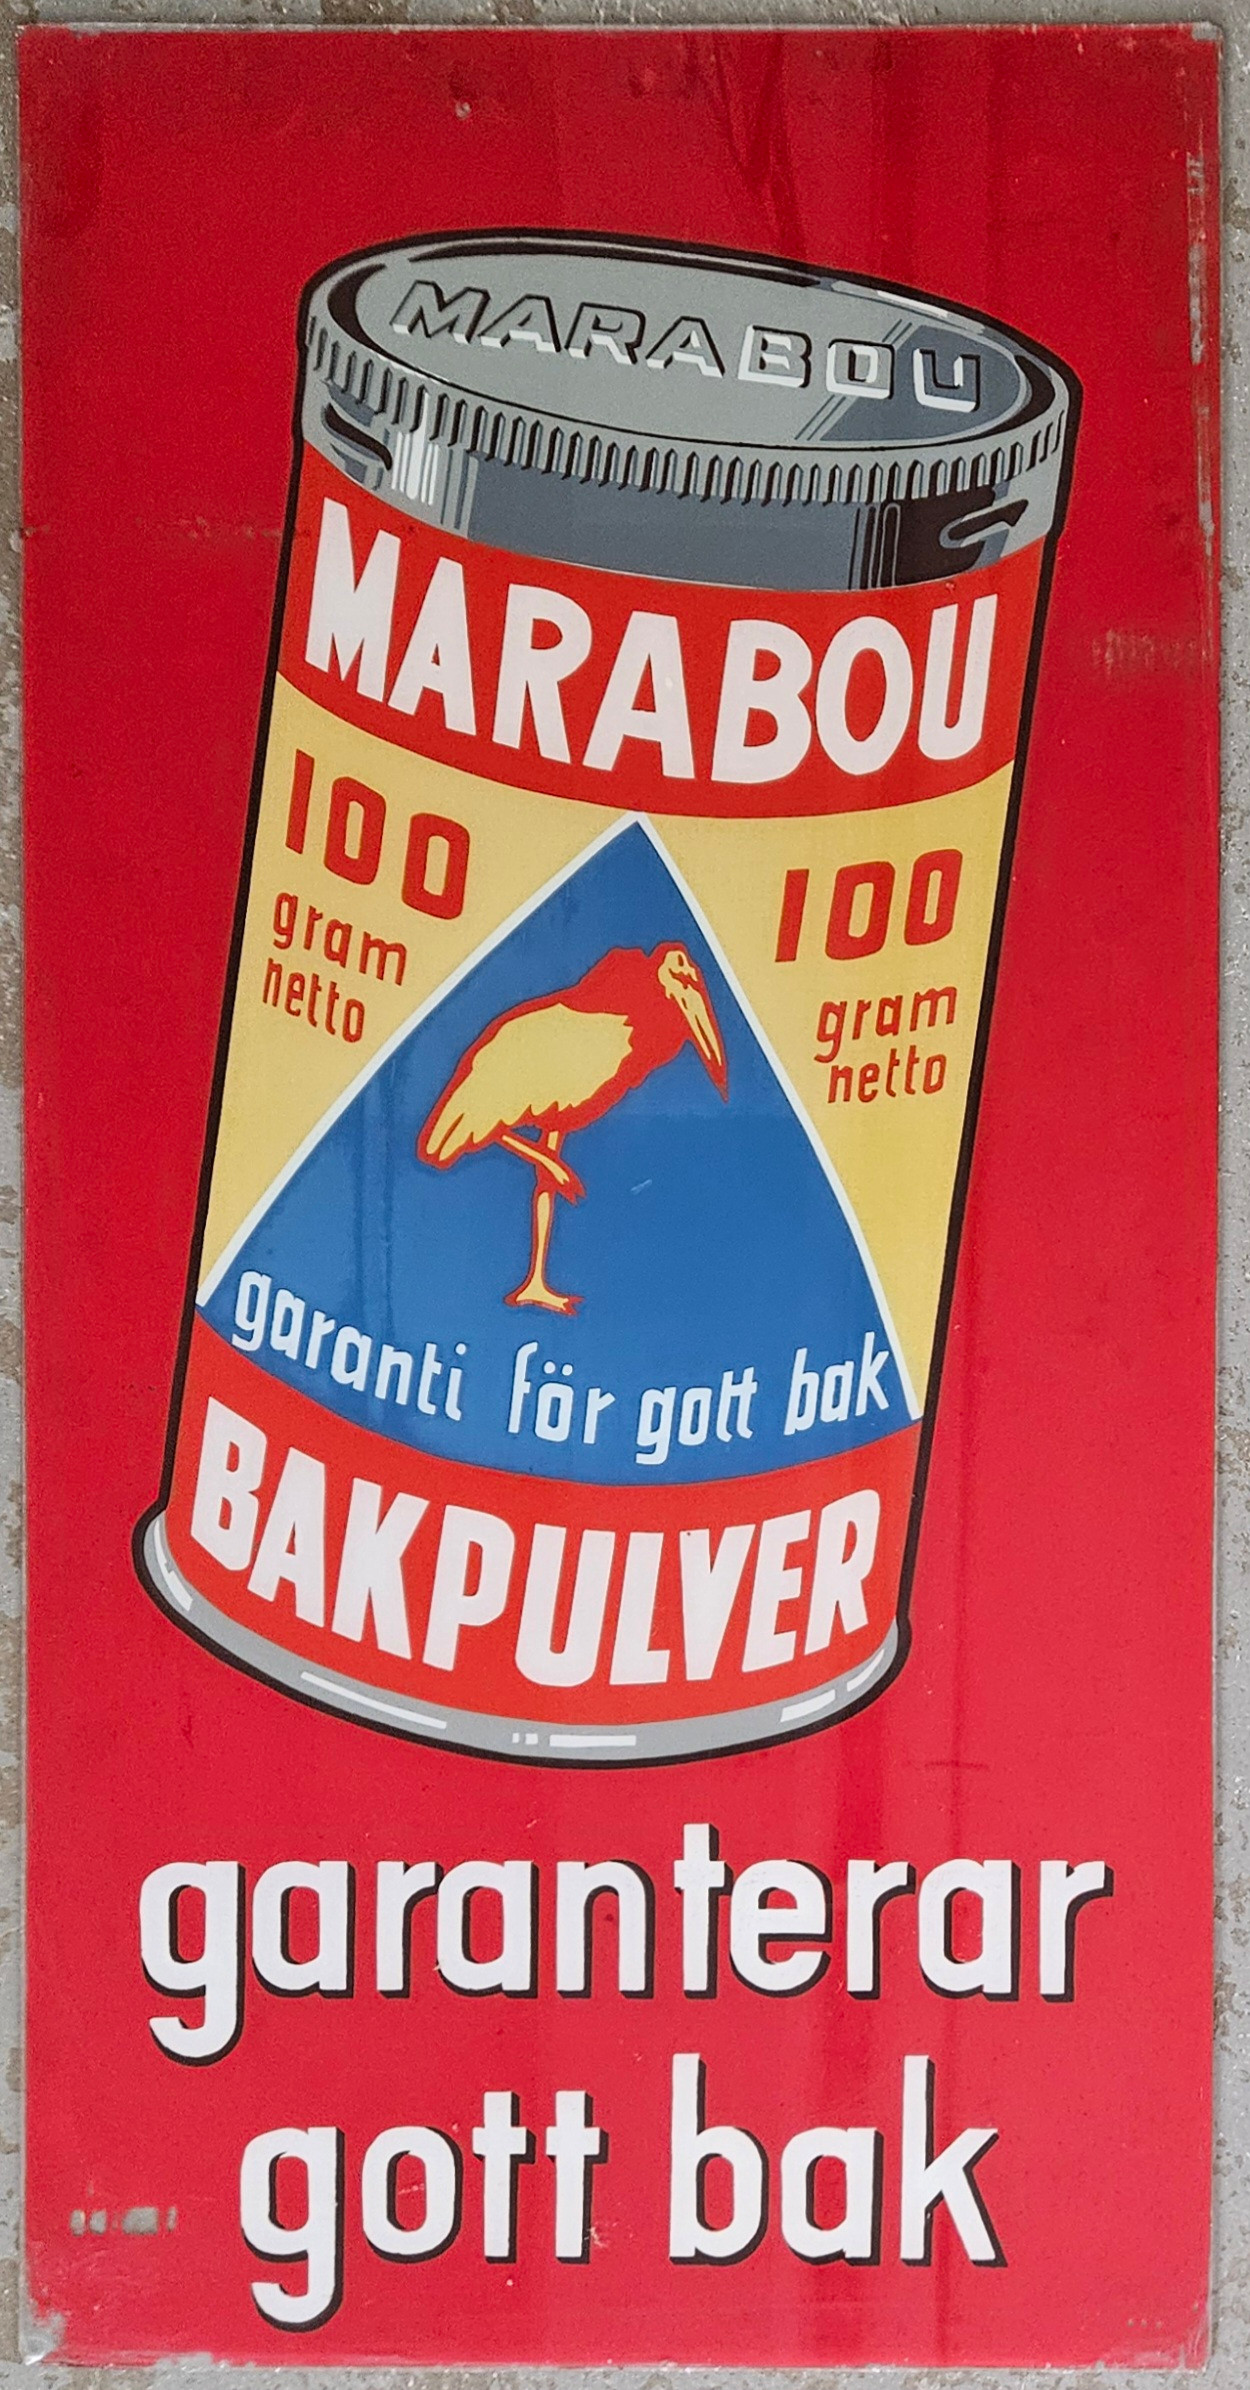 MARABOU
MARABOU
100
gram
netto
100
gram
netto
garanti för gott bak
BAKPULVER
garanterar
gott bak